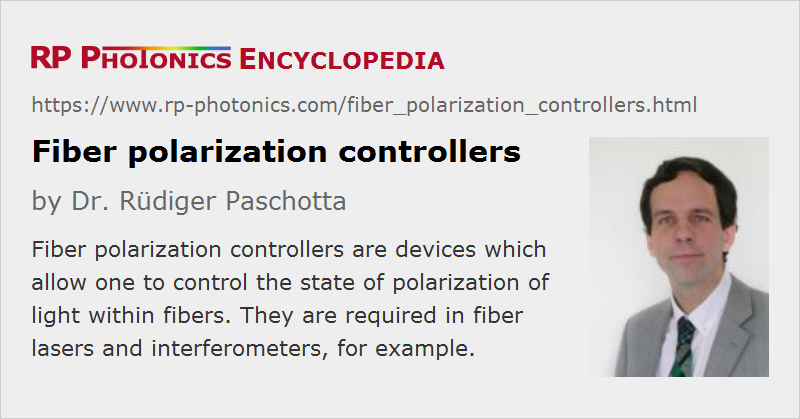 RP PHOTONICS ENCYCLOPEDIA
https://www.rp-photonics.com/fiber_polarization_controllers.html
Fiber polarization controllers
by Dr. Rüdiger Paschotta
Fiber polarization controllers are devices which
allow one to control the state of polarization of
light within fibers. They are required in fiber
lasers and interferometers, for example.